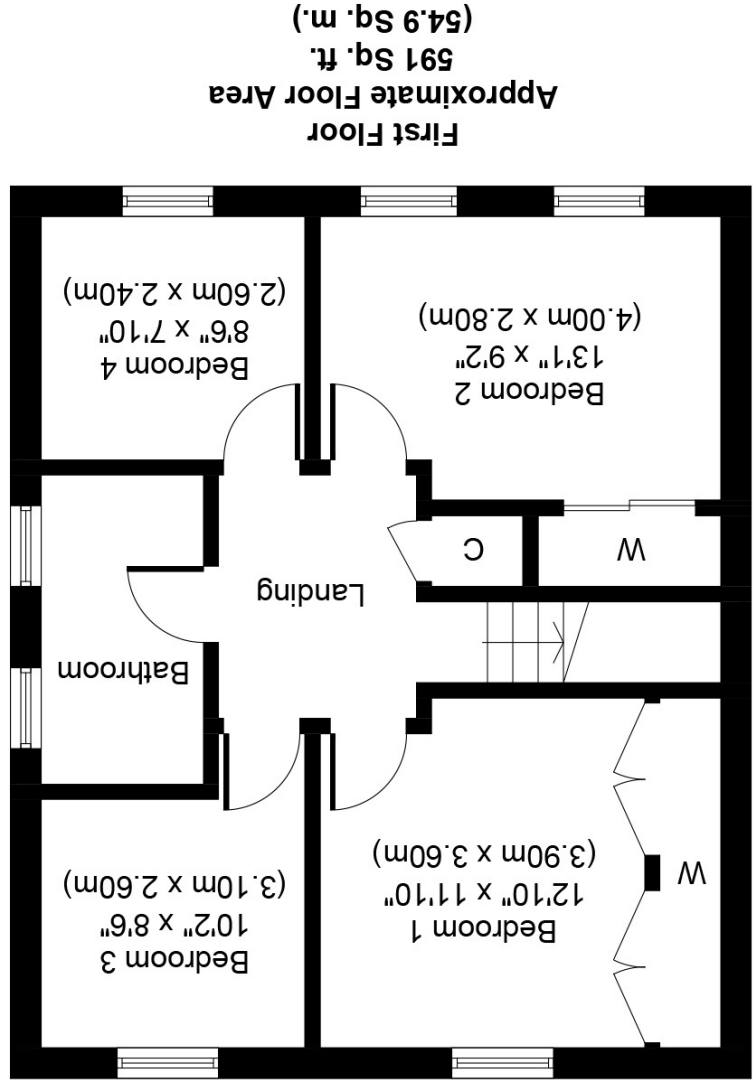 Bedroom 3
10'2" x 8'6"
(3.10m x 2.60m)
Bedroom 1
12'10" x 11'10"
(3.90m x 3.60m)
W
Bathroom
Landing
C
W
Bedroom 4
8'6" x 7'10"
(2.60m x 2.40m)
Bedroom 2
13'1" x 9'2"
(4.00m x 2.80m)
First Floor
Approximate Floor Area
591 Sq. ft.
(54.9 Sq. m.)